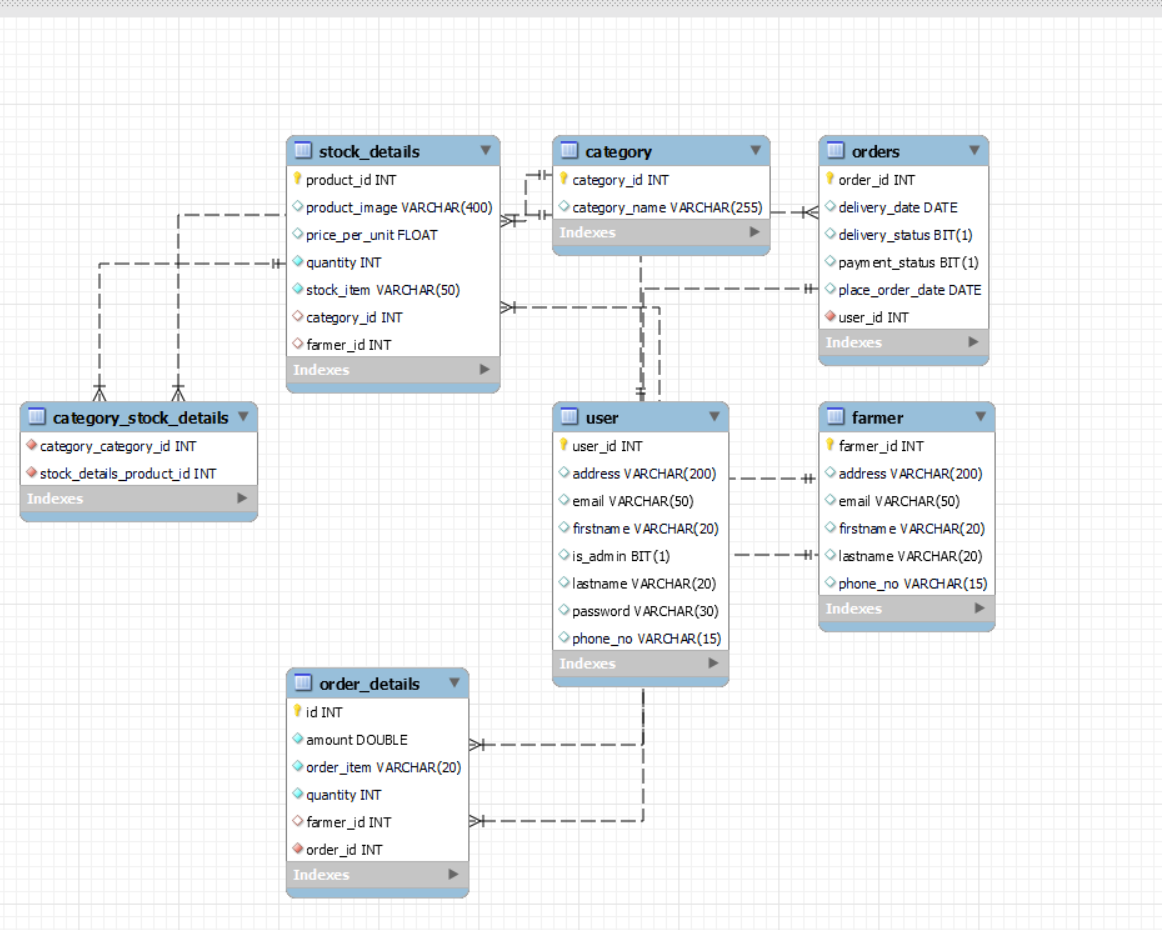 stock_details
product_id INT
product_image VARCHAR(400)
price_per_unit FLOAT
quantity INT
stock_item VARCHAR(50)
category_id INT
farmer_id INT
Indexes
category
category_id INT
category_name VARCHAR(255)
Indexes
orders
order_id INT
delivery_date DATE
delivery_status BIT(1)
payment_status BIT(1)
place_order_date DATE
user_id INT
Indexes
category_stock_details
category_category_id INT
stock_details_product_id INT
Indexes
user
user_id INT
address VARCHAR(200)
email VARCHAR(50)
firstname VARCHAR(20)
is_admin BIT(1)
lastname VARCHAR(20)
password VARCHAR(30)
phone_no VARCHAR(15)
Indexes
farmer
farmer_id INT
address VARCHAR(200)
email VARCHAR(50)
firstname VARCHAR(20)
lastname VARCHAR(20)
phone_no VARCHAR(15)
Indexes
order_details
id INT
amount DOUBLE
order_item VARCHAR(20)
quantity INT
farmer_id INT
order_id INT
Indexes